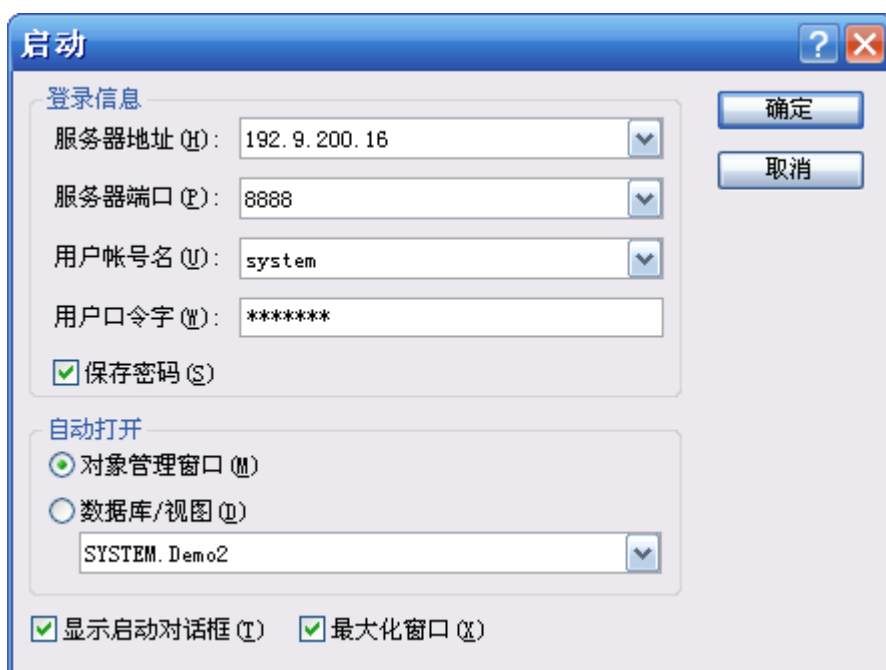 启动
登录信息
服务器地址(H): 192.9.200.16
确定
服务器端口(P): 8888
取消
用户帐号名(U): system
用户口令字(W): *******
保存密码(S)
自动打开
对象管理窗口(M)
数据库/视图(D)
SYSTEM.Demo2
显示启动对话框(T) 最大化窗口(X)